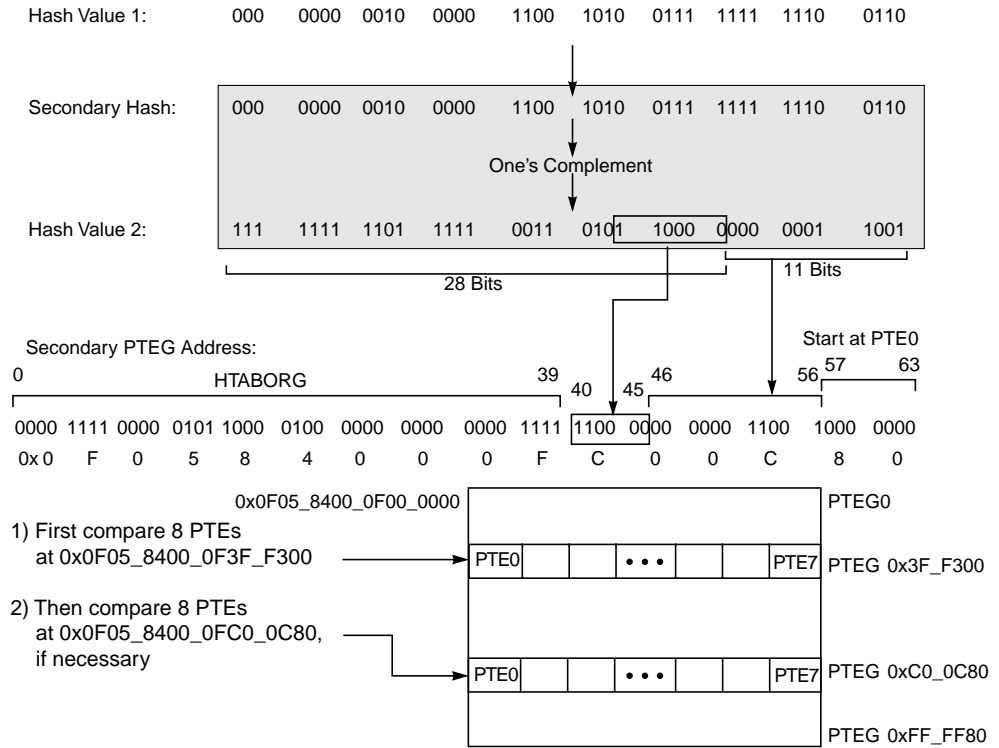 Hash Value 1: 000 0000 0010 0000 1100 1010 0111 1111 1110 0110
Secondary Hash: 000 0000 0010 0000 1100 1010 0111 1111 1110 0110
One's Complement
Hash Value 2: 111 1111 1101 1111 0011 0101 1000 0000 0001 1001
28 Bits
11 Bits
Secondary PTEG Address:
Start at PTE0
0 HTABORG 39 40 45 46 56 57 63
0000 1111 0000 0101 1000 0100 0000 0000 0000 1111 1100 0000 0000 1100 1000 0000
0x 0 F 0 5 8 4 0 0 0 F C 0 0 C 8 0
0x0F05_8400_0F00_0000 PTEG0
1) First compare 8 PTEs
at 0x0F05_8400_0F3F_F300
PTE0 • • • PTE7 PTEG 0x3F_F300
2) Then compare 8 PTEs
at 0x0F05_8400_0FC0_0C80,
if necessary
PTE0 • • • PTE7 PTEG 0xC0_0C80
PTEG 0xFF_FF80